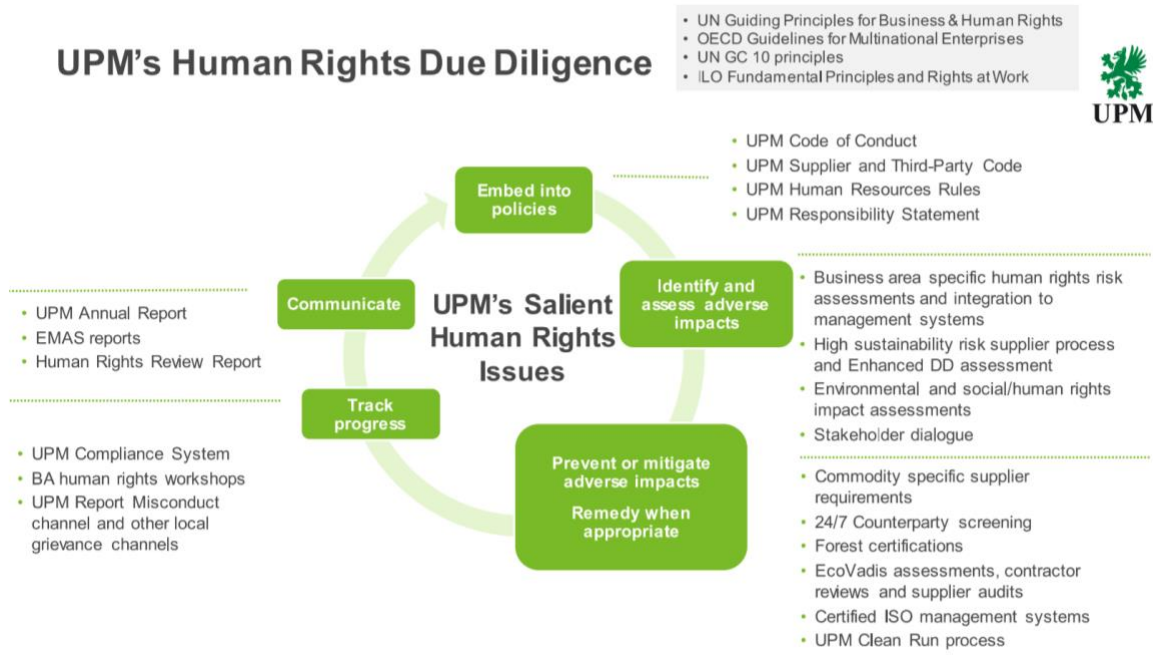 UPM's Human Rights Due Diligence
• UN Guiding Principles for Business & Human Rights
• OECD Guidelines for Multinational Enterprises
• UN GC 10 principles
• ILO Fundamental Principles and Rights at Work
UPM
Embed into
policies
• UPM Code of Conduct
• UPM Supplier and Third-Party Code
• UPM Human Resources Rules
• UPM Responsibility Statement
Identify and
assess adverse
impacts
• Business area specific human rights risk
assessments and integration to
management systems
• High sustainability risk supplier process
and Enhanced DD assessment
• Environmental and social/human rights
impact assessments
• Stakeholder dialogue
Prevent or mitigate
adverse impacts
Remedy when
appropriate
• Commodity specific supplier
requirements
• 24/7 Counterparty screening
• Forest certifications
• EcoVadis assessments, contractor
reviews and supplier audits
• Certified ISO management systems
• UPM Clean Run process
Track
progress
• UPM Compliance System
• BA human rights workshops
• UPM Report Misconduct
channel and other local
grievance channels
Communicate
• UPM Annual Report
• EMAS reports
• Human Rights Review Report
UPM's Salient
Human Rights
Issues